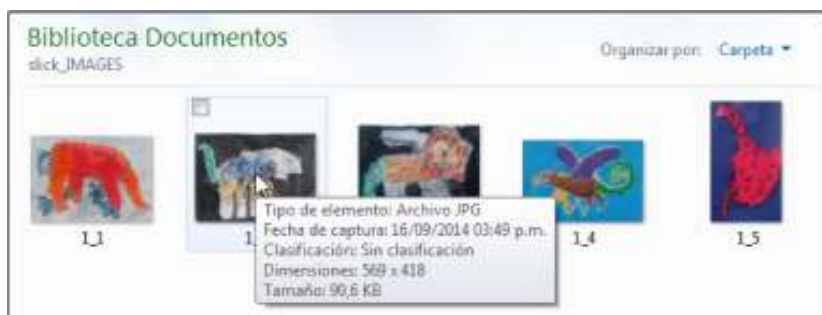 Biblioteca Documentos
slick_IMAGES
Organizar por: Carpeta
1_1
1_4
1_5
Tipo de elemento: Archivo JPG
Fecha de captura: 16/09/2014 03:49 p.m.
Clasificación: Sin clasificación
Dimensiones: 569 x 418
Tamaño: 90,6 KB